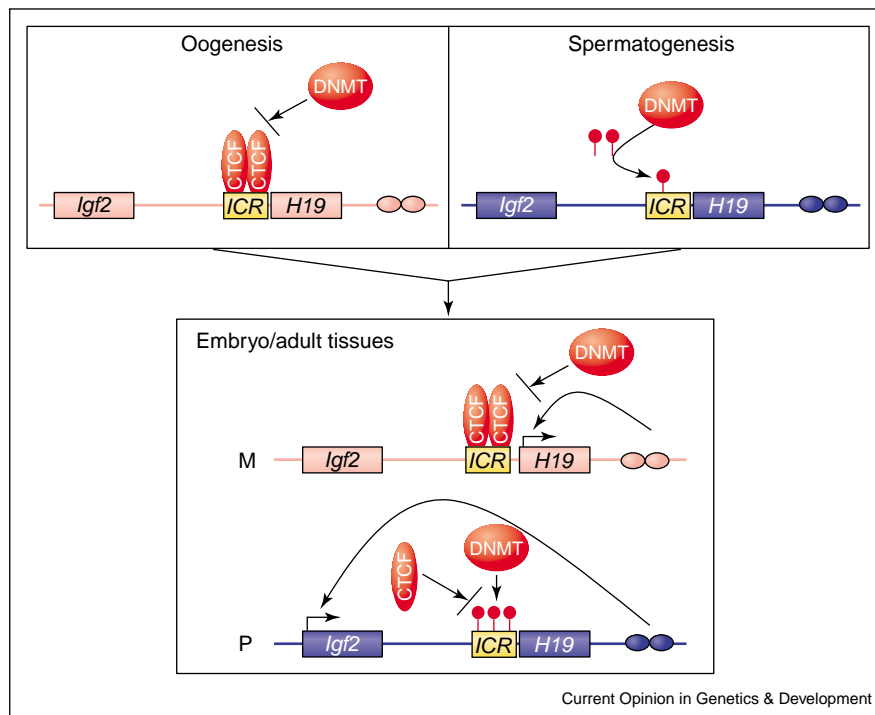 Oogenesis
DNMT
CTCF CTCF
Igf2 ICR H19
Spermatogenesis
DNMT
Igf2 ICR H19
Embryo/adult tissues
DNMT
CTCF CTCF
M Igf2 ICR H19
CTCF DNMT
P Igf2 ICR H19
Current Opinion in Genetics & Development